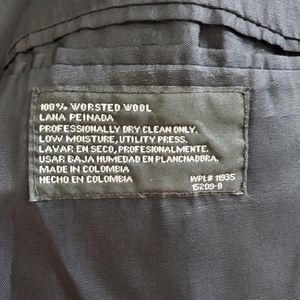 100% WORSTED WOOL
LANA PEINADA
PROFESSIONALLY DRY CLEAN ONLY.
LOW MOISTURE, UTILITY PRESS.
LAVAR EN SECO, PROFESIONALMENTE.
USAR BAJA HUMEDAD EN PLANCHADORA.
MADE IN COLOMBIA
HECHO EN COLOMBIA
WPL# 11935
15209-0